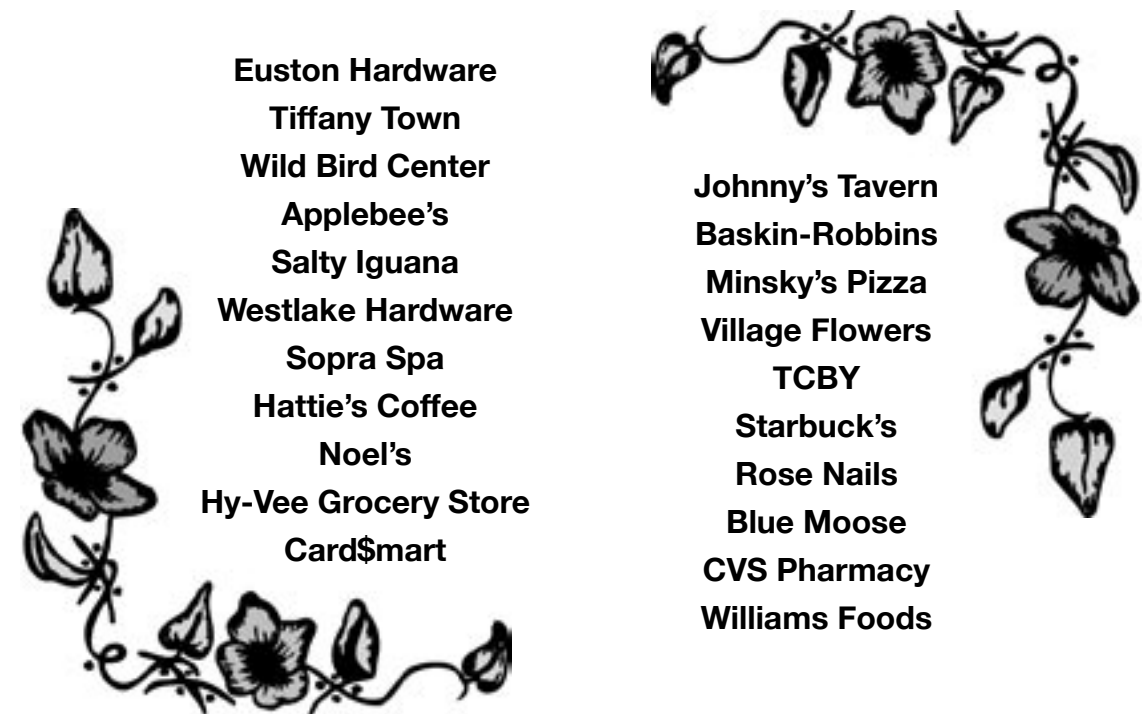 Euston Hardware
Tiffany Town
Wild Bird Center
Applebee’s
Salty Iguana
Westlake Hardware
Sopra Spa
Hattie’s Coffee
Noel’s
Hy-Vee Grocery Store
Card$mart
Johnny’s Tavern
Baskin-Robbins
Minsky’s Pizza
Village Flowers
TCBY
Starbuck’s
Rose Nails
Blue Moose
CVS Pharmacy
Williams Foods